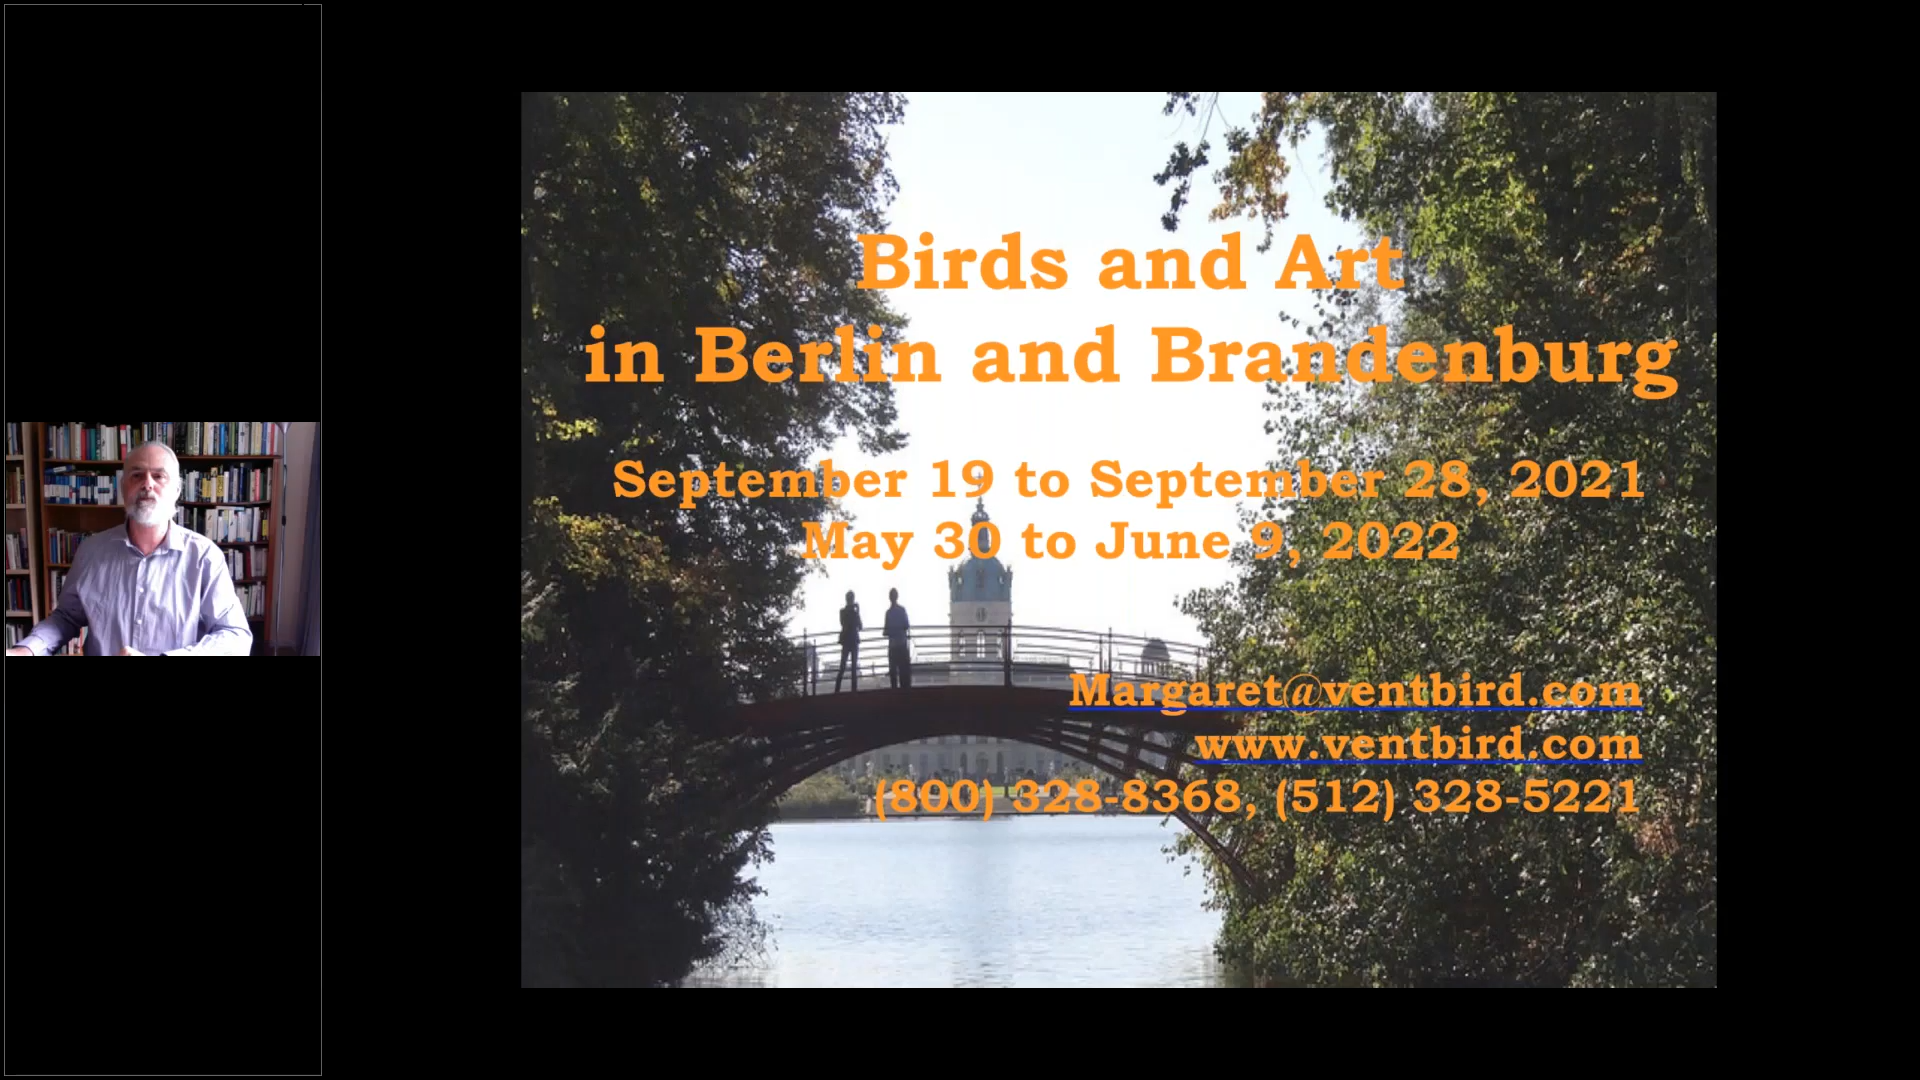 Birds and Art
in Berlin and Brandenburg
September 19 to September 28, 2021
May 30 to June 9, 2022
Margaret@ventbird.com
www.ventbird.com
(800) 328-8368, (512) 328-5221